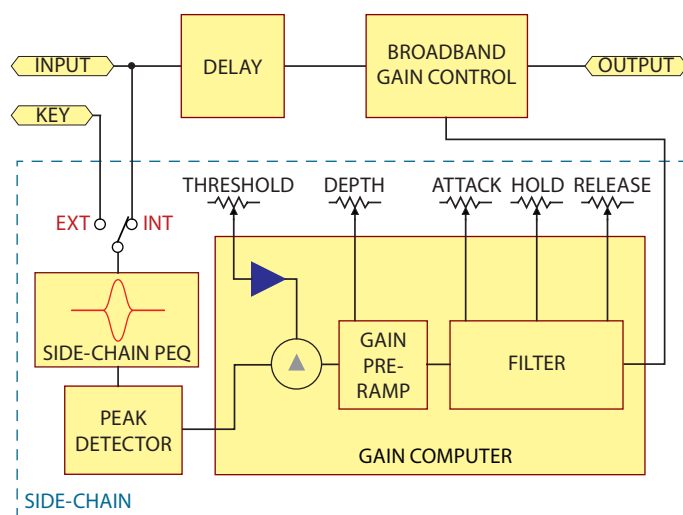 INPUT
DELAY
BROADBAND
GAIN CONTROL
OUTPUT
KEY
THRESHOLD
DEPTH
ATTACK
HOLD
RELEASE
EXT
INT
SIDE-CHAIN PEQ
GAIN
PRE-
RAMP
FILTER
PEAK
DETECTOR
GAIN COMPUTER
SIDE-CHAIN